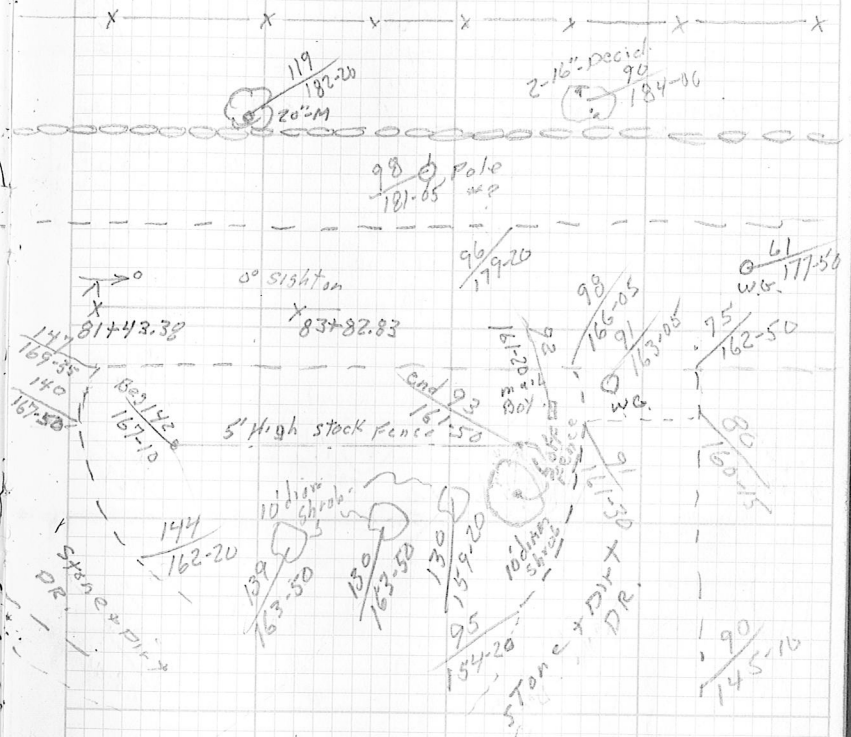 119
182-20
20"-M
2-16"-Decid.
90
184-06
98
181-05
Pole
#?
96
179-20
61
177-50
W.G.
0° Sight on
81+43.38
83+82.83
147
169-35
140
167-50
Beg 142
167-10
5' High stock Fence
end 93
161-50
92
161-20
mail
Box
98
166-05
91
163-05
W.G.
75
162-50
80
160-15
91
161-30
Fence
10' diam
Shrub
144
162-20
139
163-50
130
163-50
130
159-20
10' diam
Shrub
95
154-20
Stone + Dirt
DR.
Stone + Dirt
DR.
90
145-10